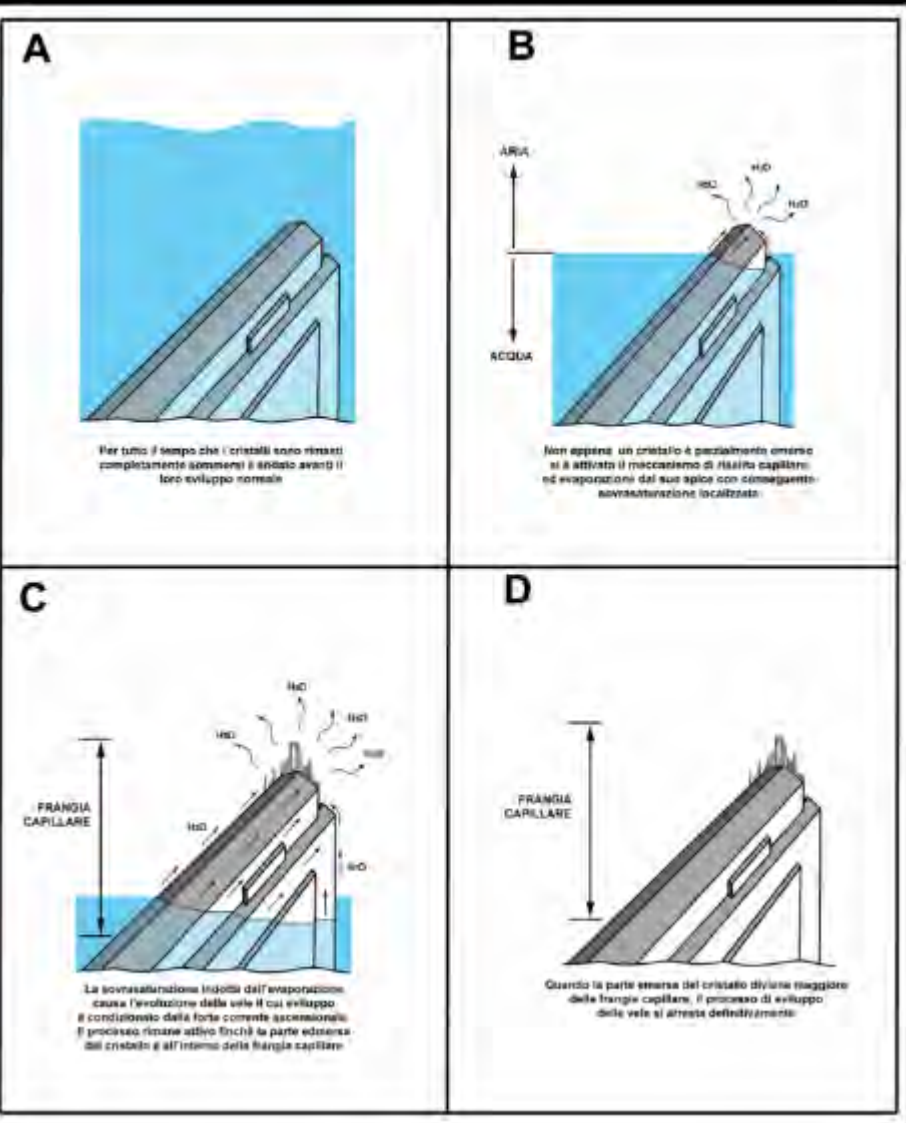 A
Per tutto il tempo che i cristalli sono rimasti
completamente sommersi è andato avanti il
loro sviluppo normale
B
ARIA
H₂O
H₂O
H₂O
ACQUA
Non appena un cristallo è parzialmente emerso
si è attivato il meccanismo di risalita capillare
ed evaporazioni dal suo apice con conseguente
sovrasaturazione localizzata
C
H₂O
H₂O
H₂O
H₂O
FRANGIA
CAPILLARE
H₂O
H₂O
La sovrasaturazione indotta dall'evaporazione
causa l'evoluzione delle vele il cui sviluppo
è condizionato dalla forte corrente ascensionale
Il processo rimane attivo finchè la parte
del cristallo è all'interno della frangia capillare
D
FRANGIA
CAPILLARE
Quando la parte emersa del cristallo diviene maggiore
della frangia capillare, il processo di sviluppo
delle vele si arresta definitivamente